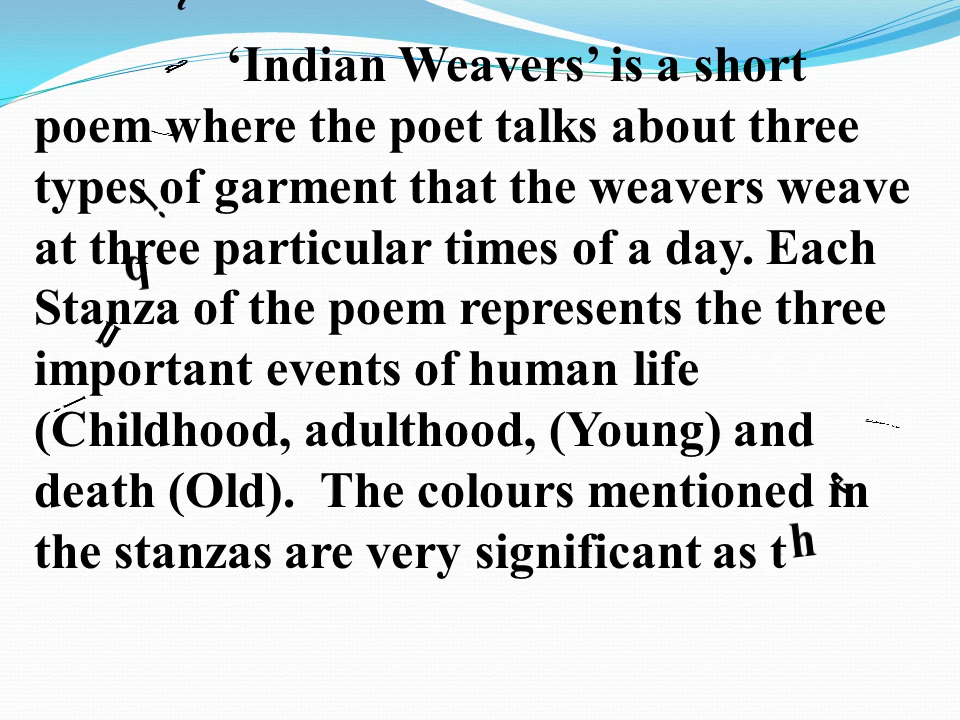 ‘Indian Weavers’ is a short
poem where the poet talks about three
types of garment that the weavers weave
at three particular times of a day. Each
Stanza of the poem represents the three
important events of human life
(Childhood, adulthood, (Young) and
death (Old).  The colours mentioned in
the stanzas are very significant as th